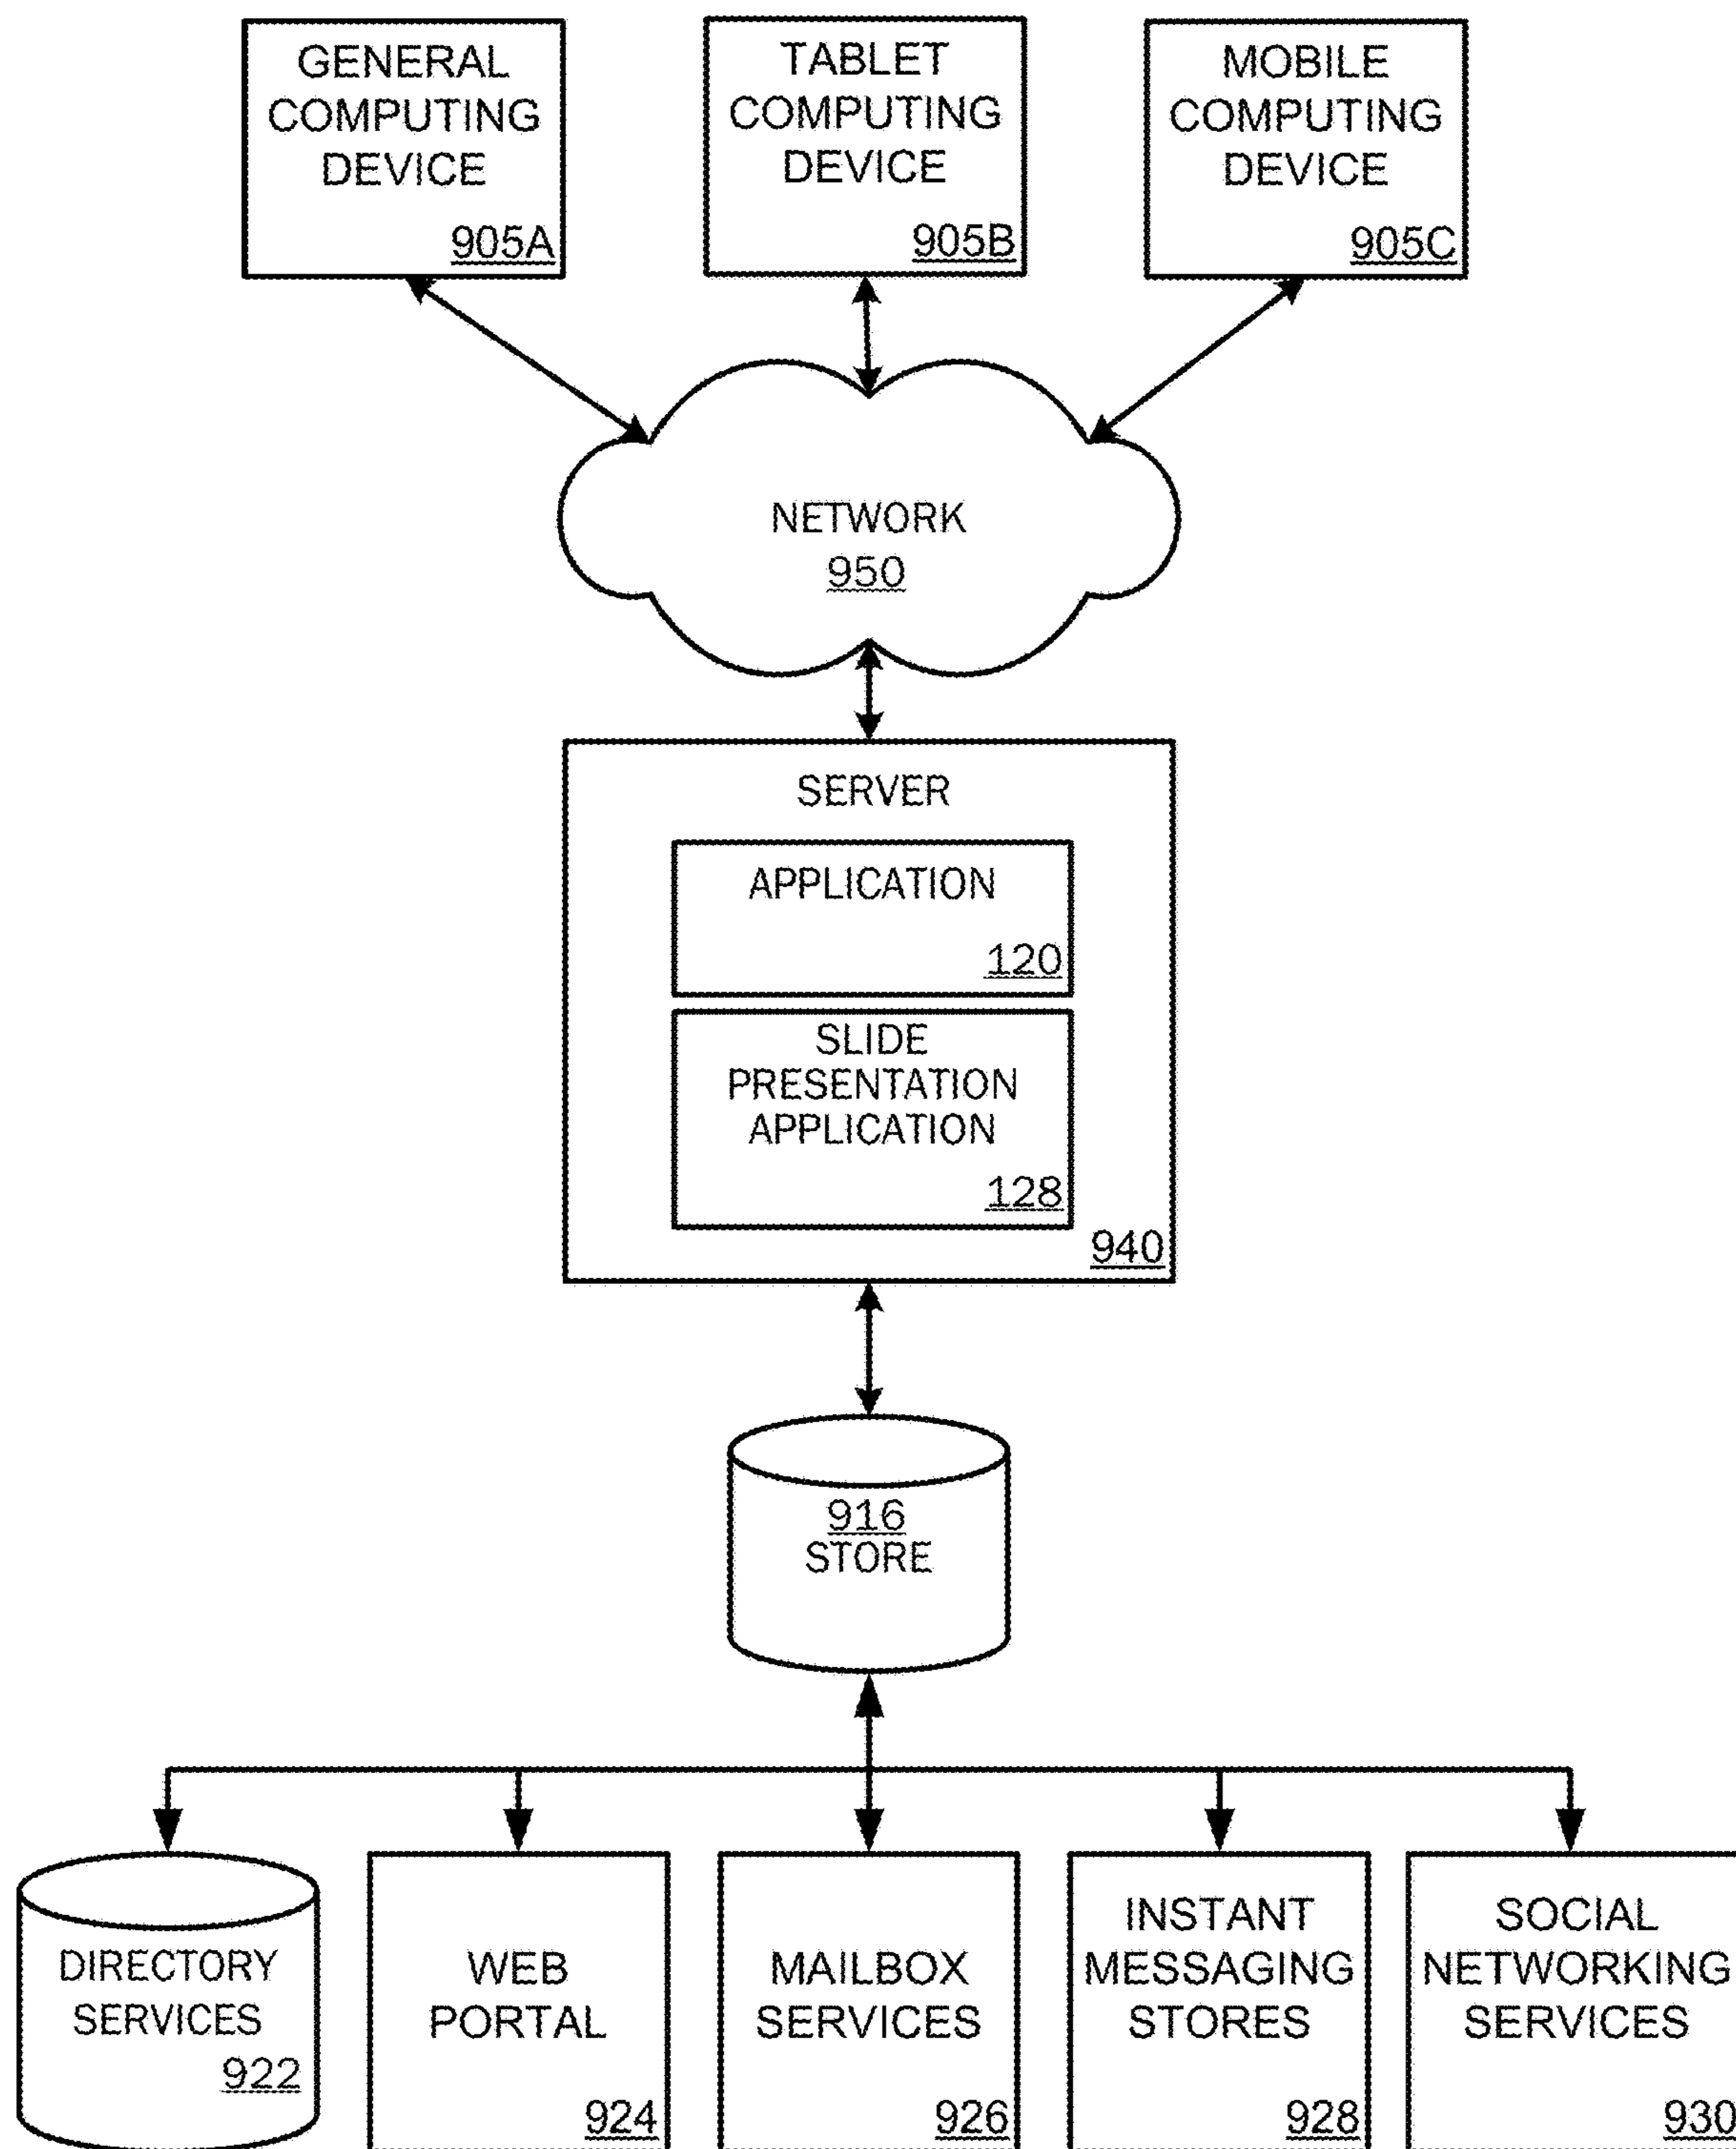 GENERAL
COMPUTING
DEVICE
905A
TABLET
COMPUTING
DEVICE
905B
MOBILE
COMPUTING
DEVICE
905C
NETWORK
950
SERVER
APPLICATION
120
SLIDE
PRESENTATION
APPLICATION
128
940
916
STORE
DIRECTORY
SERVICES
922
WEB
PORTAL
924
MAILBOX
SERVICES
926
INSTANT
MESSAGING
STORES
928
SOCIAL
NETWORKING
SERVICES
930